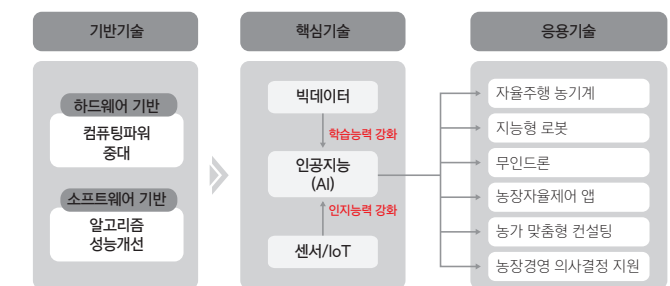 기반기술
핵심기술
응용기술
하드웨어 기반
컴퓨팅파워
중대
소프트웨어 기반
알고리즘
성능개선
빅데이터
학습능력 강화
인공지능
(AI)
인지능력 강화
센서/IoT
자율주행 농기계
지능형 로봇
무인드론
농장자율제어 앱
농가 맞춤형 컨설팅
농장경영 의사결정 지원